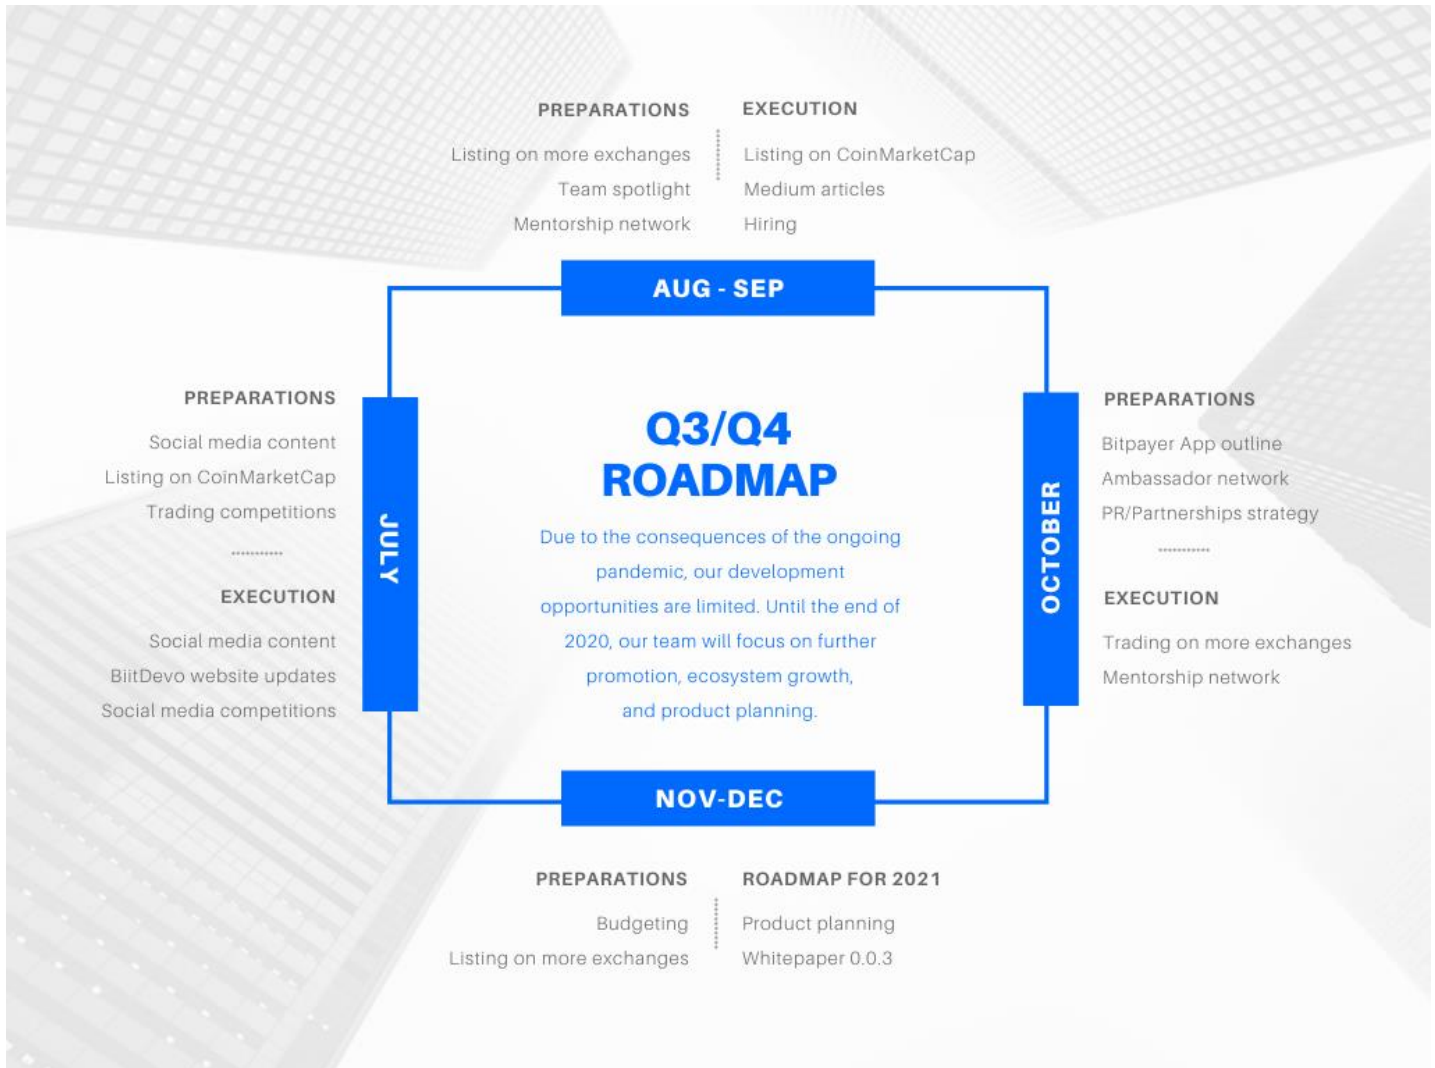 PREPARATIONS
Listing on more exchanges
Team spotlight
Mentorship network
EXECUTION
Listing on CoinMarketCap
Medium articles
Hiring
AUG - SEP
PREPARATIONS
Social media content
Listing on CoinMarketCap
Trading competitions
EXECUTION
Social media content
BiitDevo website updates
Social media competitions
JULY
Q3/Q4
ROADMAP
Due to the consequences of the ongoing
pandemic, our development
opportunities are limited. Until the end of
2020, our team will focus on further
promotion, ecosystem growth,
and product planning.
OCTOBER
PREPARATIONS
Bitpayer App outline
Ambassador network
PR/Partnerships strategy
EXECUTION
Trading on more exchanges
Mentorship network
NOV-DEC
PREPARATIONS
Budgeting
Listing on more exchanges
ROADMAP FOR 2021
Product planning
Whitepaper 0.0.3